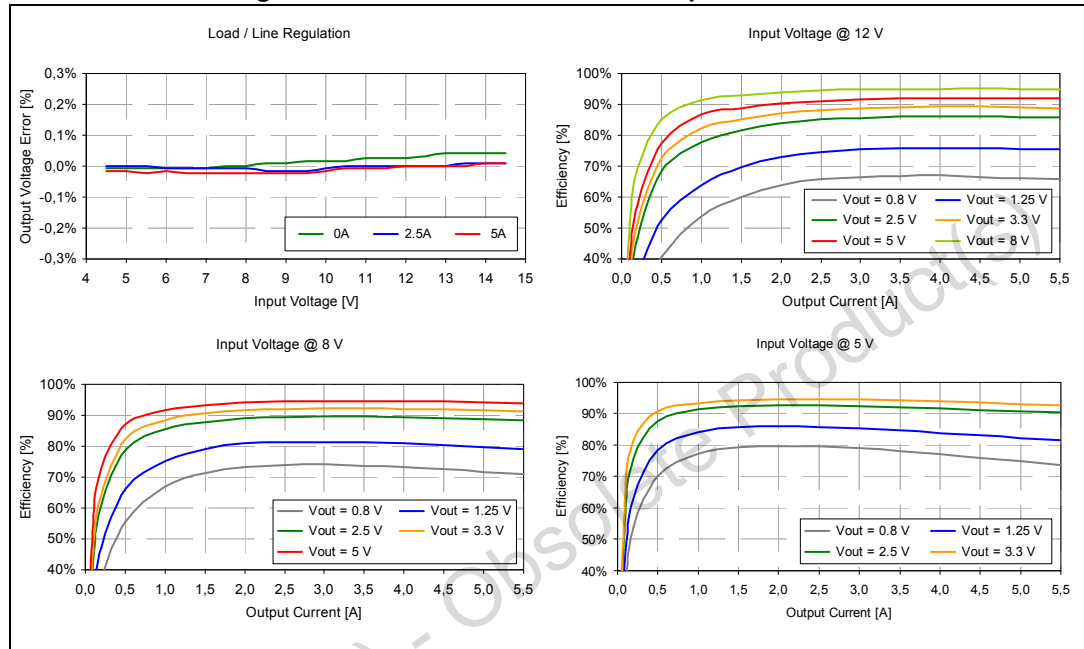 Load / Line Regulation
Output Voltage Error [%]
0,3%
0,2%
0,1%
0,0%
-0,1%
-0,2%
-0,3%
0A 2.5A 5A
4 5 6 7 8 9 10 11 12 13 14 15
Input Voltage [V]
Input Voltage @ 12 V
Efficiency [%]
100%
90%
80%
70%
60%
50%
40%
Vout = 0.8 V Vout = 1.25 V
Vout = 2.5 V Vout = 3.3 V
Vout = 5 V Vout = 8 V
0,0 0,5 1,0 1,5 2,0 2,5 3,0 3,5 4,0 4,5 5,0 5,5
Output Current [A]
Input Voltage @ 8 V
Efficiency [%]
100%
90%
80%
70%
60%
50%
40%
Vout = 0.8 V Vout = 1.25 V
Vout = 2.5 V Vout = 3.3 V
Vout = 5 V
0,0 0,5 1,0 1,5 2,0 2,5 3,0 3,5 4,0 4,5 5,0 5,5
Output Current [A]
Input Voltage @ 5 V
Efficiency [%]
100%
90%
80%
70%
60%
50%
40%
Vout = 0.8 V Vout = 1.25 V
Vout = 2.5 V Vout = 3.3 V
0,0 0,5 1,0 1,5 2,0 2,5 3,0 3,5 4,0 4,5 5,0 5,5
Output Current [A]
) - Obsolete Product(s)